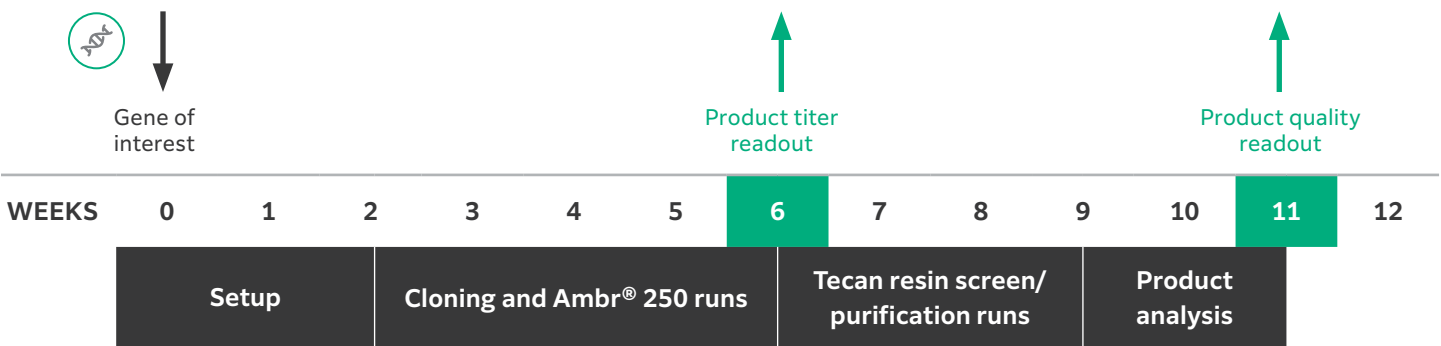 Gene of
interest
Product titer
readout
Product quality
readout
WEEKS 0 1 2 3 4 5 6 7 8 9 10 11 12
Setup
Cloning and Ambr® 250 runs
Tecan resin screen/
purification runs
Product
analysis